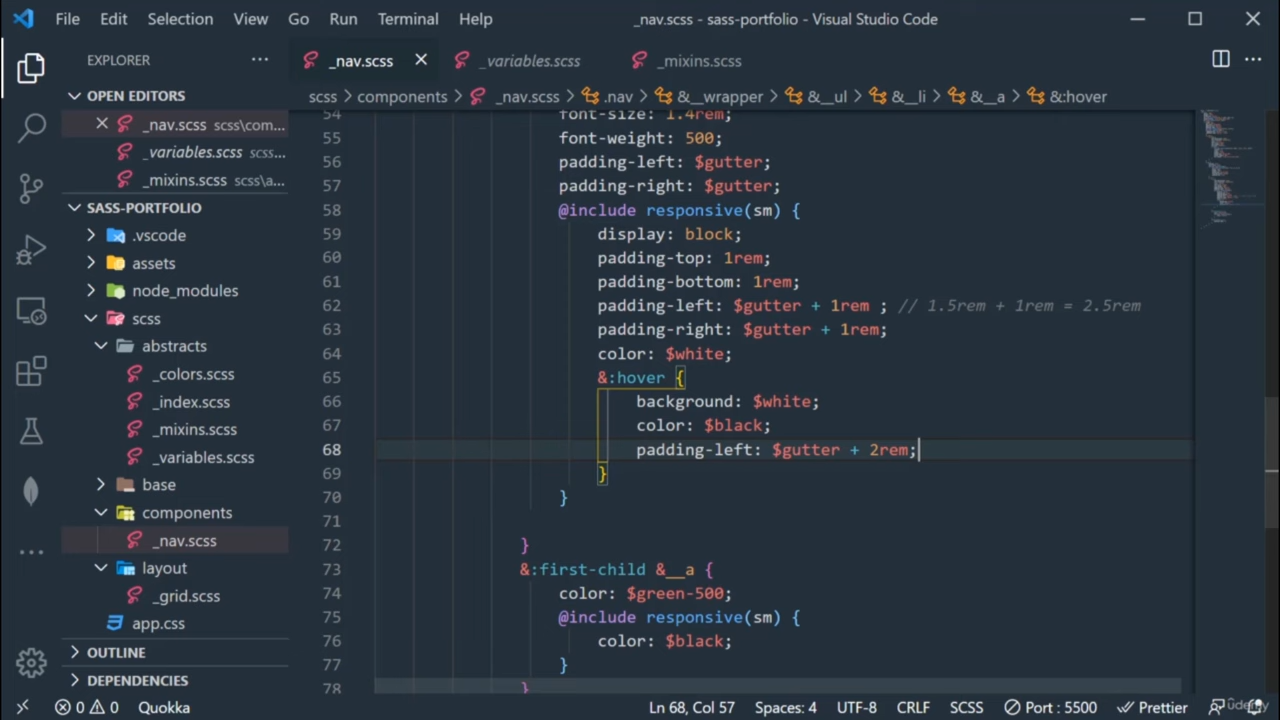 File Edit Selection View Go Run Terminal Help _nav.scss - sass-portfolio - Visual Studio Code
EXPLORER
OPEN EDITORS
_nav.scss scss\com...
_variables.scss scss...
_mixins.scss scss\a...
SASS-PORTFOLIO
.vscode
assets
node_modules
scss
abstracts
_colors.scss
_index.scss
_mixins.scss
_variables.scss
base
components
_nav.scss
layout
_grid.scss
app.css
OUTLINE
DEPENDENCIES
_nav.scss _variables.scss _mixins.scss
scss > components > _nav.scss > .nav > &__wrapper > &__ul > &__li > &__a > &:hover
54 font-size: 1.4rem;
55 font-weight: 500;
56 padding-left: $gutter;
57 padding-right: $gutter;
58 @include responsive(sm) {
59 display: block;
60 padding-top: 1rem;
61 padding-bottom: 1rem;
62 padding-left: $gutter + 1rem ; // 1.5rem + 1rem = 2.5rem
63 padding-right: $gutter + 1rem;
64 color: $white;
65 &:hover {
66 background: $white;
67 color: $black;
68 padding-left: $gutter + 2rem;
69 }
70 }
71
72 }
73 &:first-child &__a {
74 color: $green-500;
75 @include responsive(sm) {
76 color: $black;
77 }
78 }
0 0 Quokka Ln 68, Col 57 Spaces: 4 UTF-8 CRLF SCSS Port : 5500 Prettier
udemy